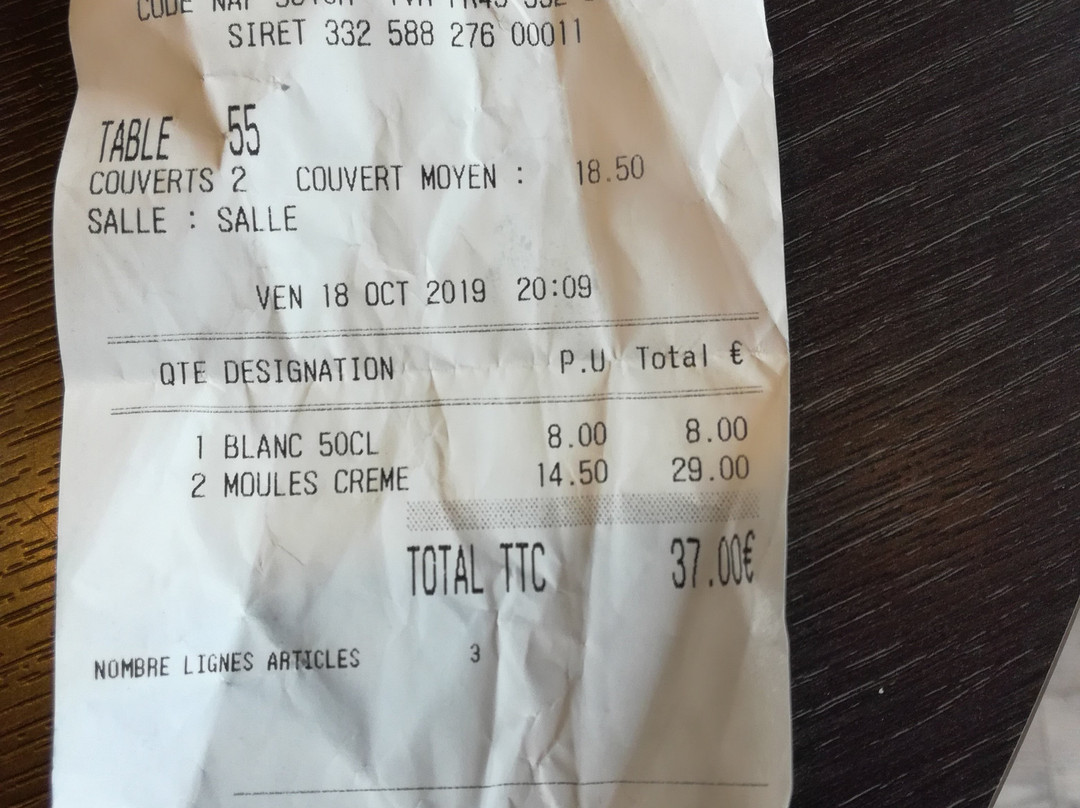 CODE NAF
SIRET 332 588 276 00011
TABLE 55
COUVERTS 2 COUVERT MOYEN : 18.50
SALLE : SALLE
VEN 18 OCT 2019 20:09
QTE DESIGNATION P.U Total €
1 BLANC 50CL 8.00 8.00
2 MOULES CREME 14.50 29.00
TOTAL TTC 37.00€
NOMBRE LIGNES ARTICLES 3